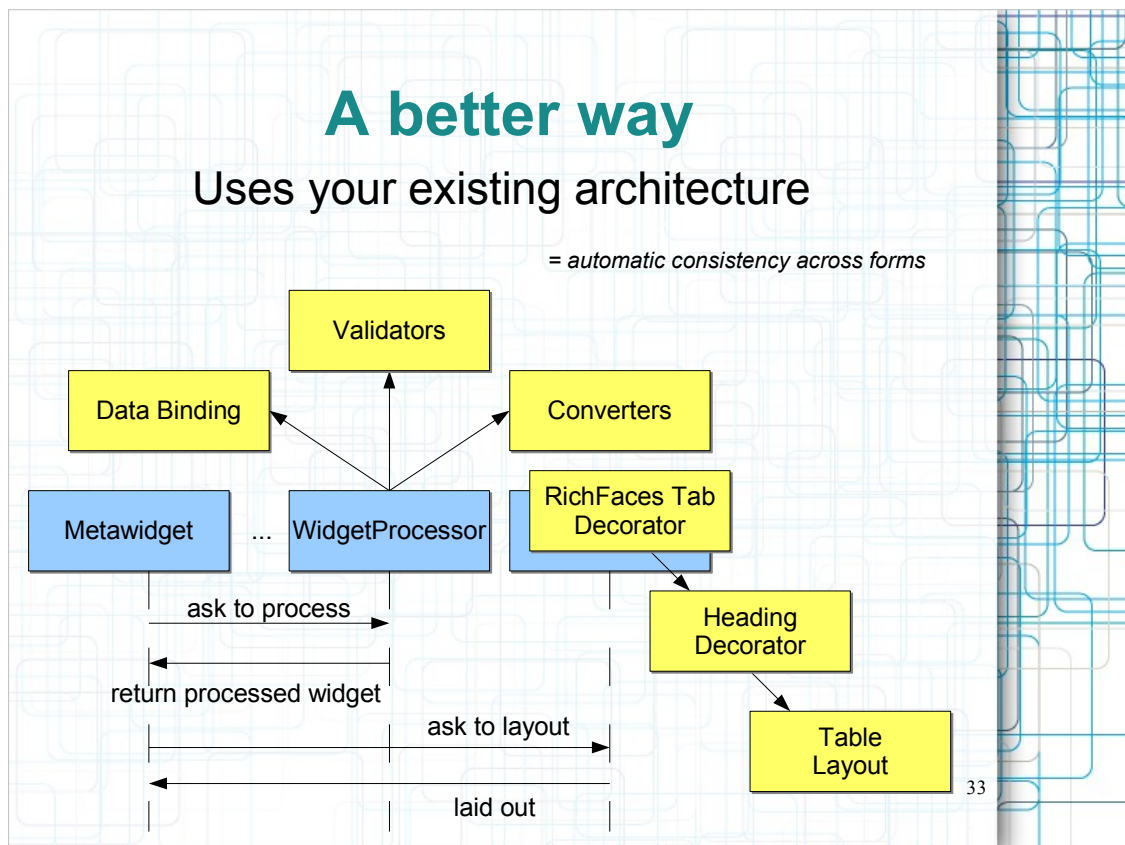 A better way
Uses your existing architecture
= automatic consistency across forms
Validators
Data Binding
Converters
Metawidget
...
WidgetProcessor
RichFaces Tab
Decorator
ask to process
Heading
Decorator
return processed widget
ask to layout
Table
Layout
laid out
33